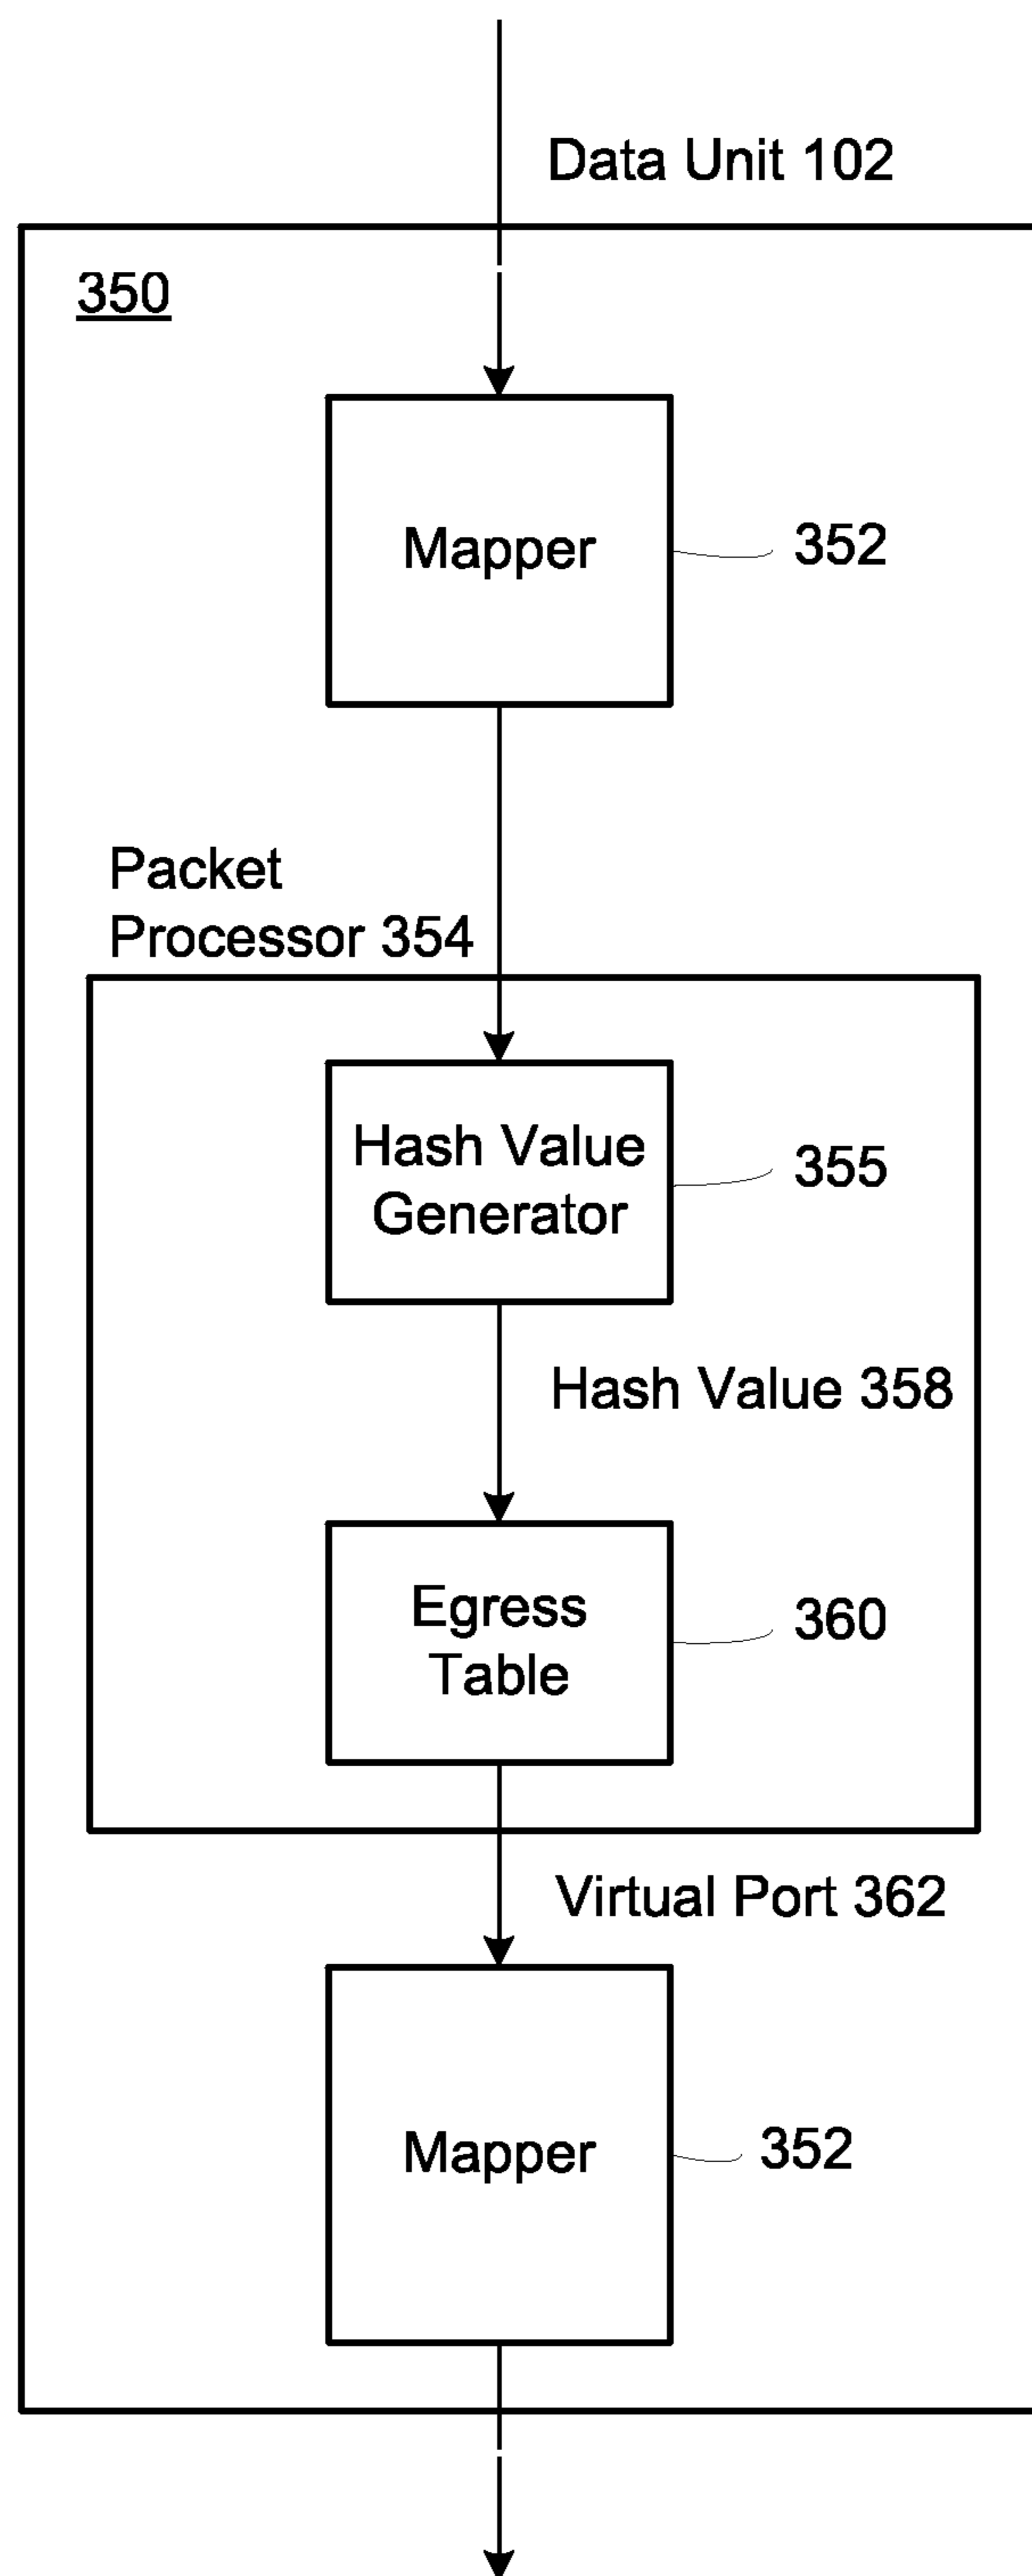 Data Unit 102
350
Mapper
352
Packet
Processor 354
Hash Value
Generator
355
Hash Value 358
Egress
Table
360
Virtual Port 362
Mapper
352